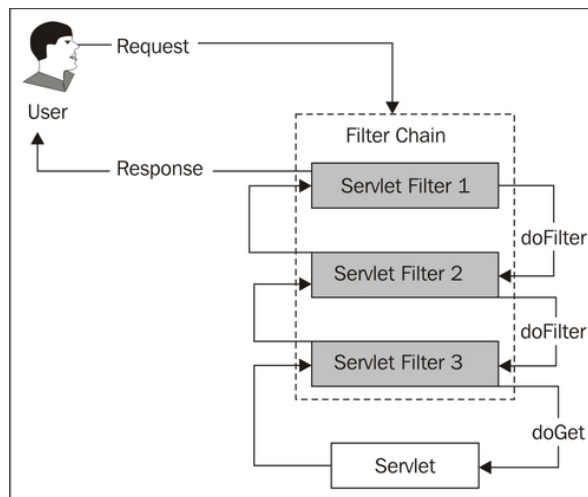 Request
User
Filter Chain
Response
Servlet Filter 1
doFilter
Servlet Filter 2
doFilter
Servlet Filter 3
doGet
Servlet